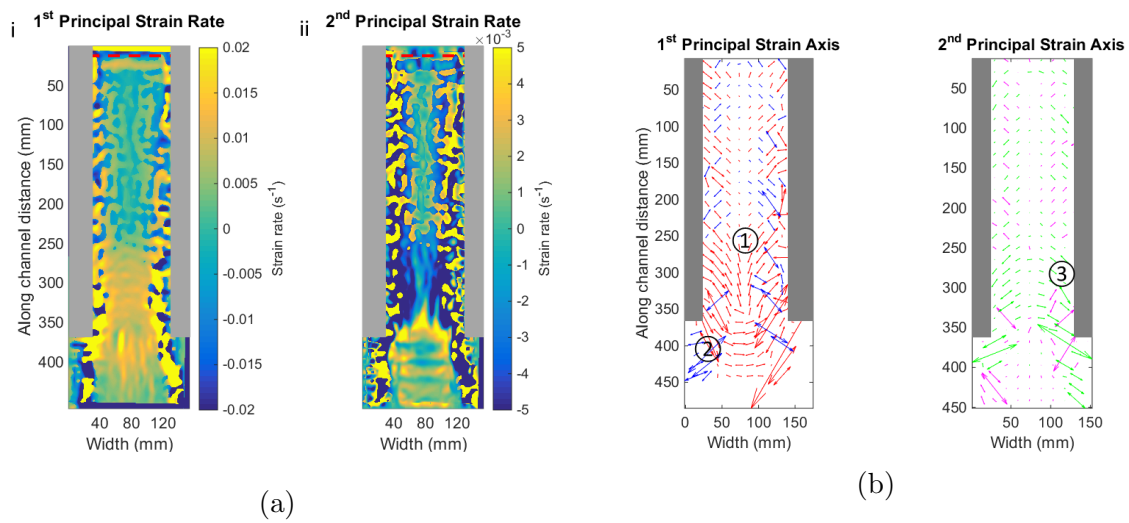 i
1st Principal Strain Rate
0.02
0.015
0.01
0.005
0
-0.005
-0.01
-0.015
-0.02
Strain rate (s-1)
50
100
150
200
250
300
350
400
Along channel distance (mm)
40 80 120
Width (mm)
ii
2nd Principal Strain Rate
×10-3
5
4
3
2
1
0
-1
-2
-3
-4
-5
Strain rate (s-1)
40 80 120
Width (mm)
(a)
1st Principal Strain Axis
50
100
150
200
250
300
350
400
450
Along channel distance (mm)
0 50 100 150
Width (mm)
1
2
2nd Principal Strain Axis
50
100
150
200
250
300
350
400
450
50 100 150
Width (mm)
3
(b)